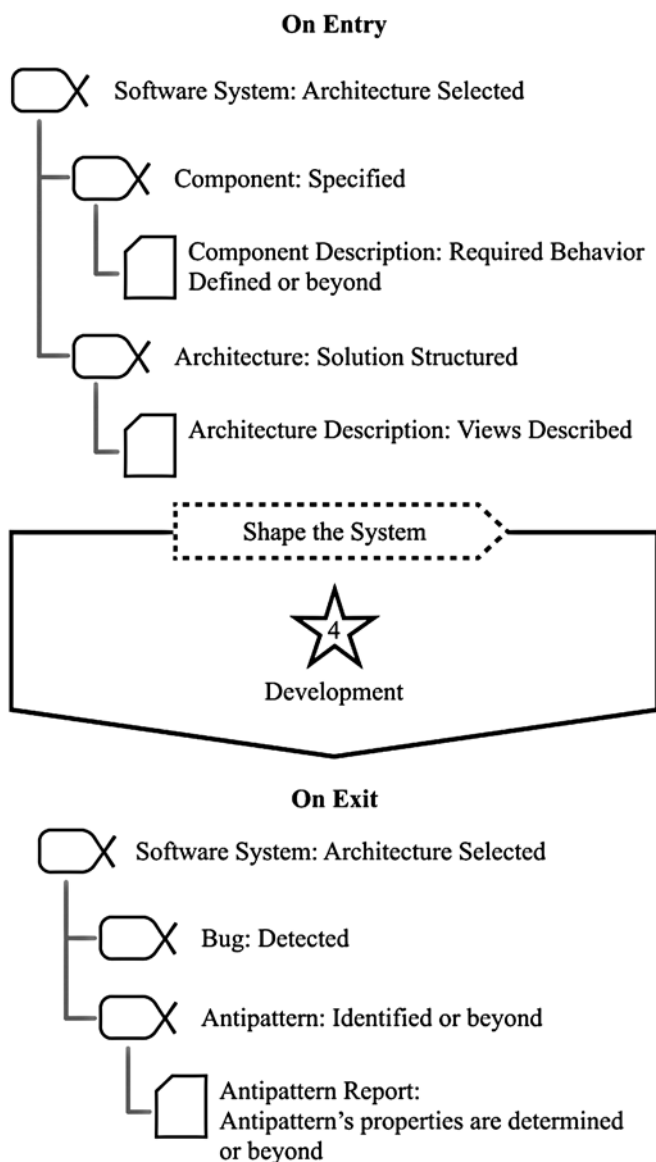 On Entry
Software System: Architecture Selected
Component: Specified
Component Description: Required Behavior
Defined or beyond
Architecture: Solution Structured
Architecture Description: Views Described
Shape the System
4
Development
On Exit
Software System: Architecture Selected
Bug: Detected
Antipattern: Identified or beyond
Antipattern Report:
Antipattern’s properties are determined
or beyond